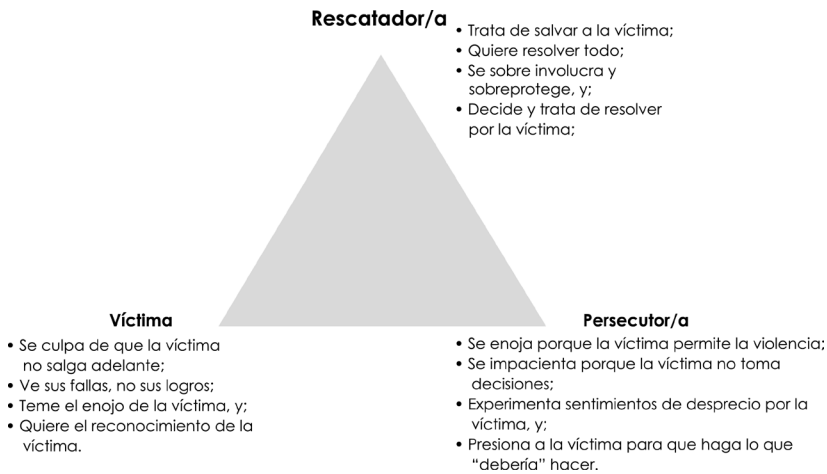 Rescatador/a
• Trata de salvar a la víctima;
• Quiere resolver todo;
• Se sobre involucra y
sobreprotege, y;
• Decide y trata de resolver
por la víctima;
Víctima
• Se culpa de que la víctima
no salga adelante;
• Ve sus fallas, no sus logros;
• Teme el enojo de la víctima, y;
• Quiere el reconocimiento de la
víctima.
Persecutor/a
• Se enoja porque la víctima permite la violencia;
• Se impacienta porque la víctima no toma
decisiones;
• Experimenta sentimientos de desprecio por la
víctima, y;
• Presiona a la víctima para que haga lo que
“debería” hacer.